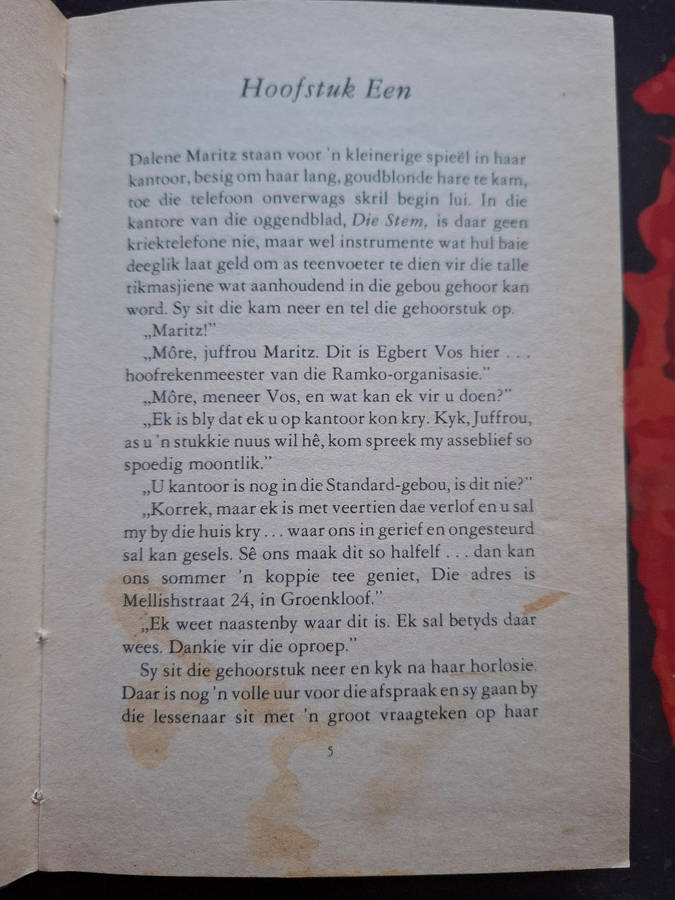 Hoofstuk Een
Dalene Maritz staan voor 'n kleinerige spieël in haar
kantoor, besig om haar lang, goudblonde hare te kam,
toe die telefoon onverwags skril begin lui. In die
kantore van die oggendblad, Die Stem, is daar geen
kriektelefone nie, maar wel instrumente wat hul baie
deeglik laat geld om as teenvoeter te dien vir die talle
tikmasjiene wat aanhoudend in die gebou gehoor kan
word. Sy sit die kam neer en tel die gehoorstuk op.
„Maritz!”
„Môre, juffrou Maritz. Dit is Egbert Vos hier . . .
hoofrekenmeester van die Ramko-organisasie.”
„Môre, meneer Vos, en wat kan ek vir u doen?”
„Ek is bly dat ek u op kantoor kon kry. Kyk, Juffrou,
as u 'n stukkie nuus wil hê, kom spreek my asseblief so
spoedig moontlik.”
„U kantoor is nog in die Standard-gebou, is dit nie?”
„Korrek, maar ek is met veertien dae verlof en u sal
my by die huis kry . . . waar ons in gerief en ongesteurd
sal kan gesels. Sê ons maak dit so halfelf . . . dan kan
ons sommer 'n koppie tee geniet, Die adres is
Mellishstraat 24, in Groenkloof.”
„Ek weet naastenby waar dit is. Ek sal betyds daar
wees. Dankie vir die oproep.”
Sy sit die gehoorstuk neer en kyk na haar horlosie.
Daar is nog 'n volle uur voor die afspraak en sy gaan by
die lessenaar sit met 'n groot vraagteken op haar
5